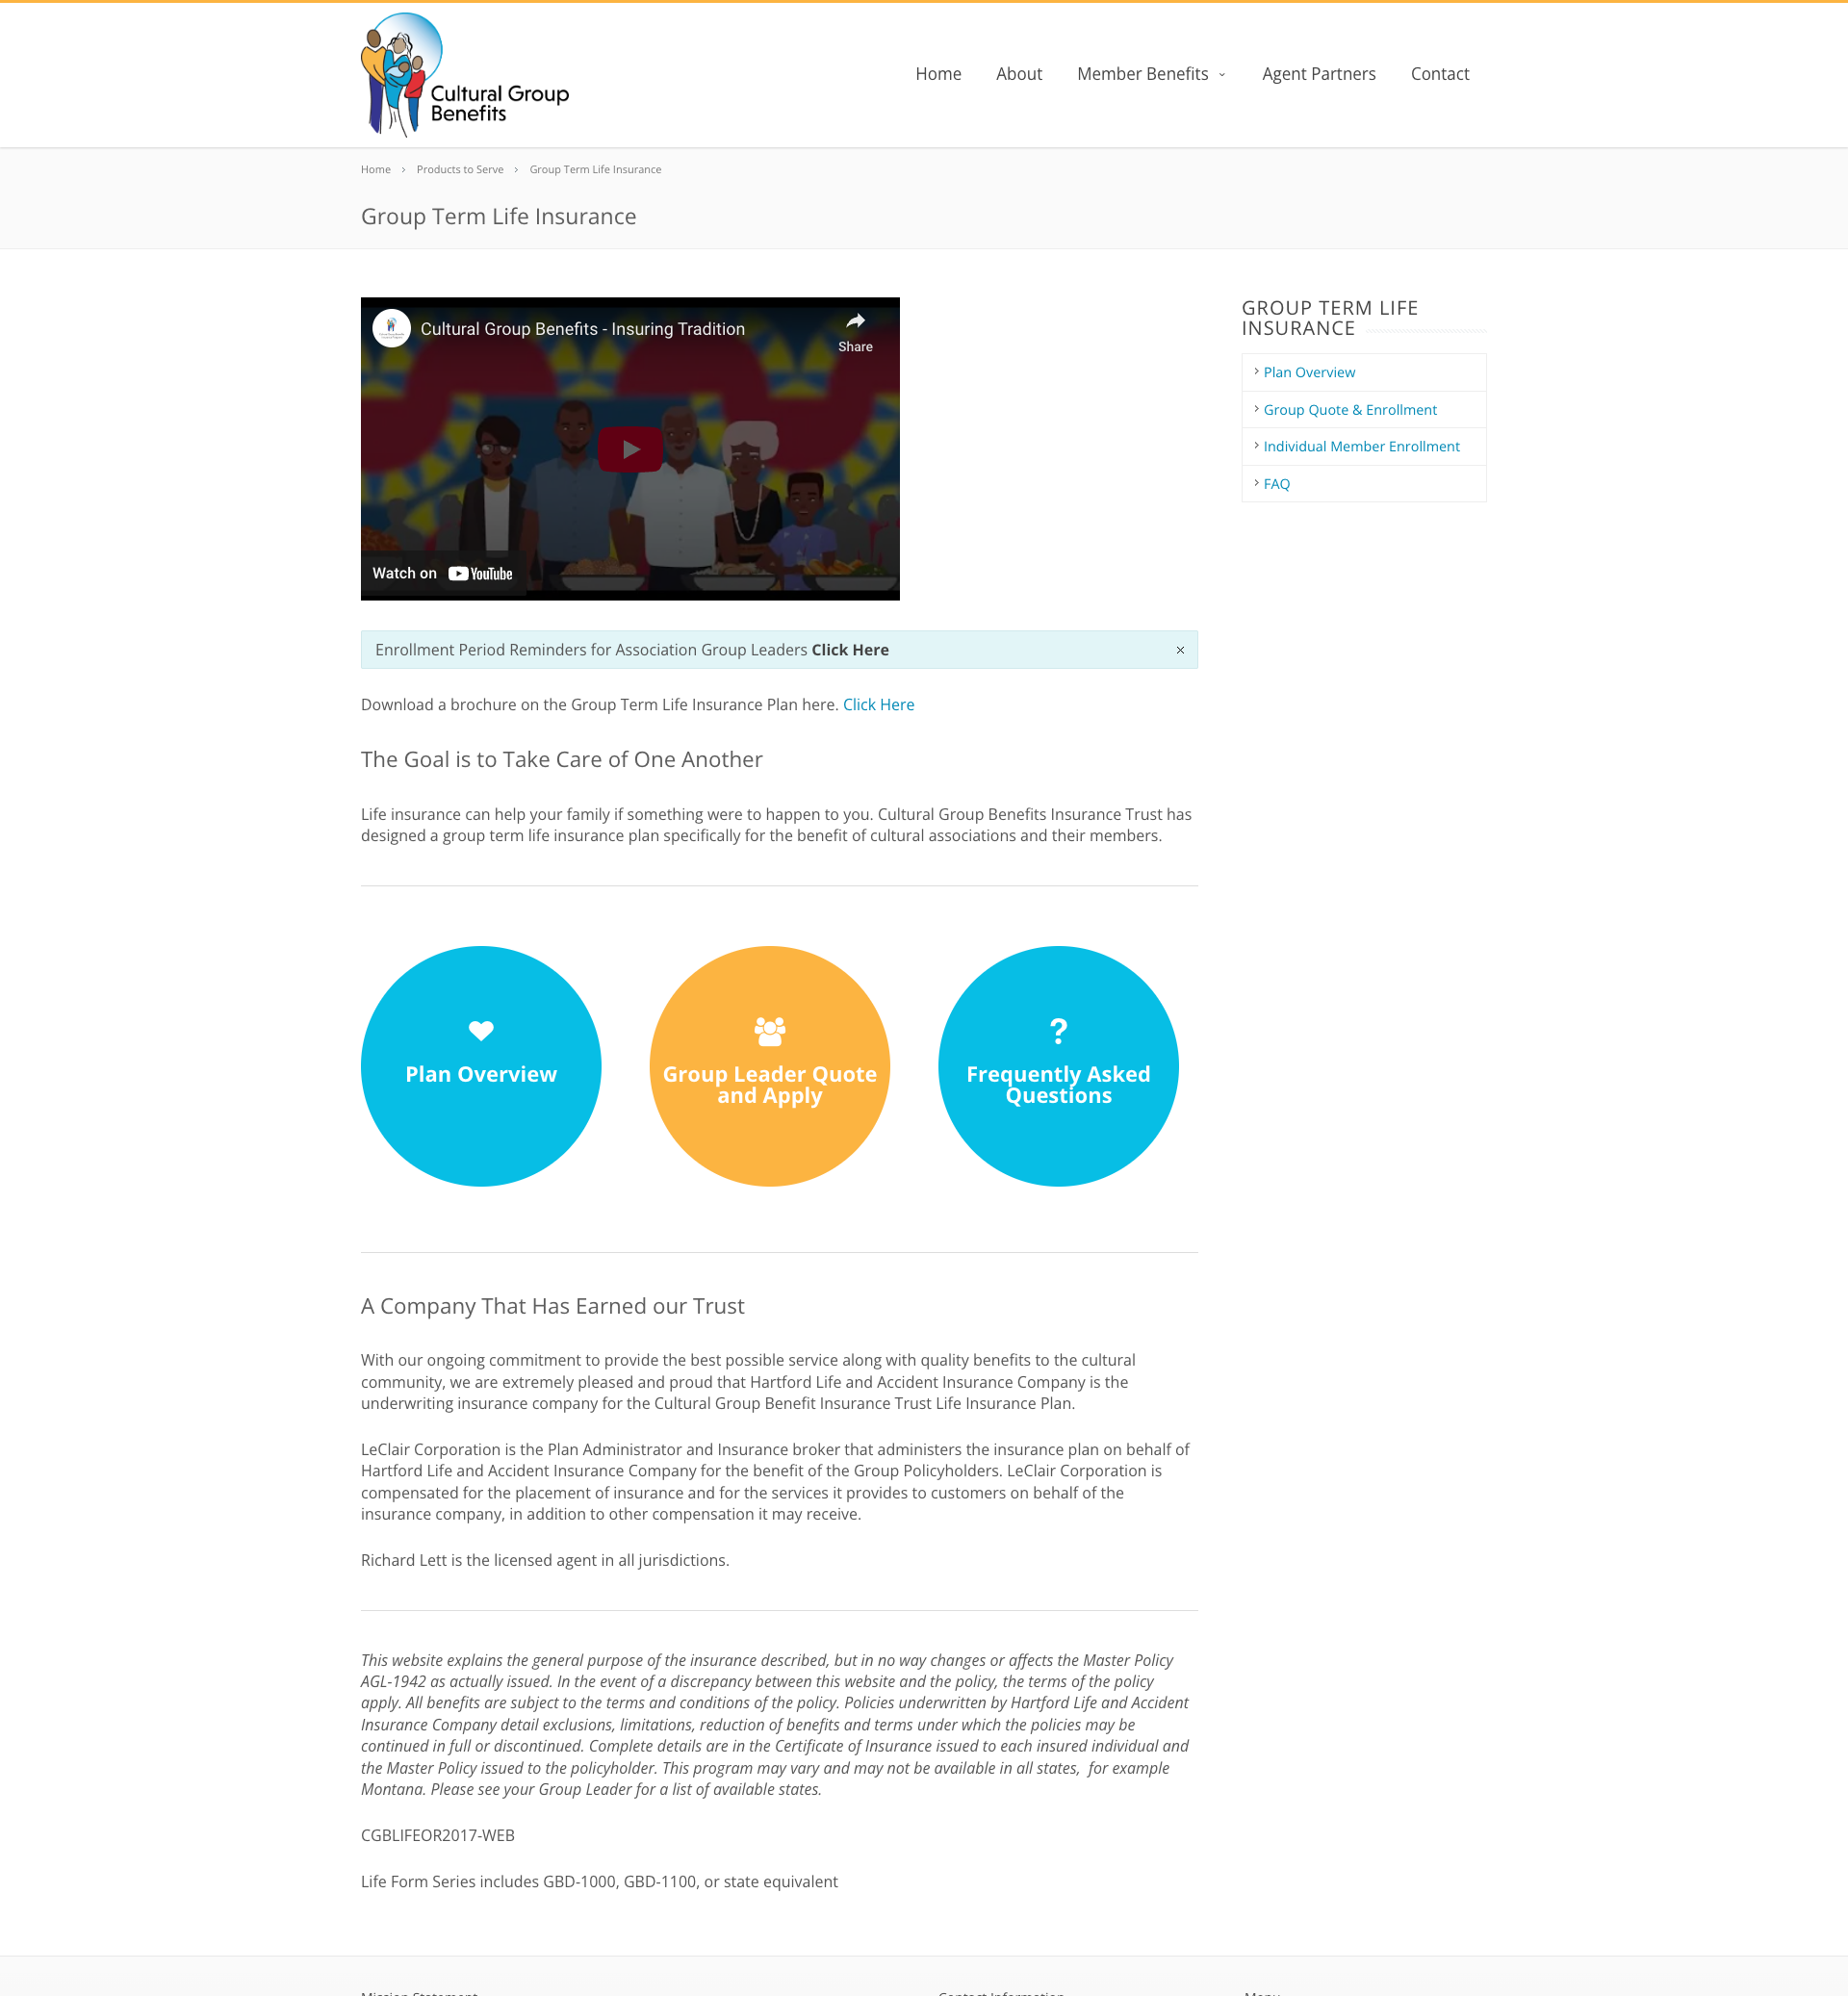 Cultural Group
Benefits
Home About Member Benefits Agent Partners Contact
Home > Products to Serve > Group Term Life Insurance
Group Term Life Insurance
Cultural Group Benefits - Insuring Tradition
Share
Watch on YouTube
GROUP TERM LIFE
INSURANCE
Plan Overview
Group Quote & Enrollment
Individual Member Enrollment
FAQ
Enrollment Period Reminders for Association Group Leaders Click Here ×
Download a brochure on the Group Term Life Insurance Plan here. Click Here
The Goal is to Take Care of One Another
Life insurance can help your family if something were to happen to you. Cultural Group Benefits Insurance Trust has
designed a group term life insurance plan specifically for the benefit of cultural associations and their members.
Plan Overview
Group Leader Quote
and Apply
?
Frequently Asked
Questions
A Company That Has Earned our Trust
With our ongoing commitment to provide the best possible service along with quality benefits to the cultural
community, we are extremely pleased and proud that Hartford Life and Accident Insurance Company is the
underwriting insurance company for the Cultural Group Benefit Insurance Trust Life Insurance Plan.
LeClair Corporation is the Plan Administrator and Insurance broker that administers the insurance plan on behalf of
Hartford Life and Accident Insurance Company for the benefit of the Group Policyholders. LeClair Corporation is
compensated for the placement of insurance and for the services it provides to customers on behalf of the
insurance company, in addition to other compensation it may receive.
Richard Lett is the licensed agent in all jurisdictions.
This website explains the general purpose of the insurance described, but in no way changes or affects the Master Policy
AGL-1942 as actually issued. In the event of a discrepancy between this website and the policy, the terms of the policy
apply. All benefits are subject to the terms and conditions of the policy. Policies underwritten by Hartford Life and Accident
Insurance Company detail exclusions, limitations, reduction of benefits and terms under which the policies may be
continued in full or discontinued. Complete details are in the Certificate of Insurance issued to each insured individual and
the Master Policy issued to the policyholder. This program may vary and may not be available in all states, for example
Montana. Please see your Group Leader for a list of available states.
CGBLIFEOR2017-WEB
Life Form Series includes GBD-1000, GBD-1100, or state equivalent
Mission Statement Contact Information Menu